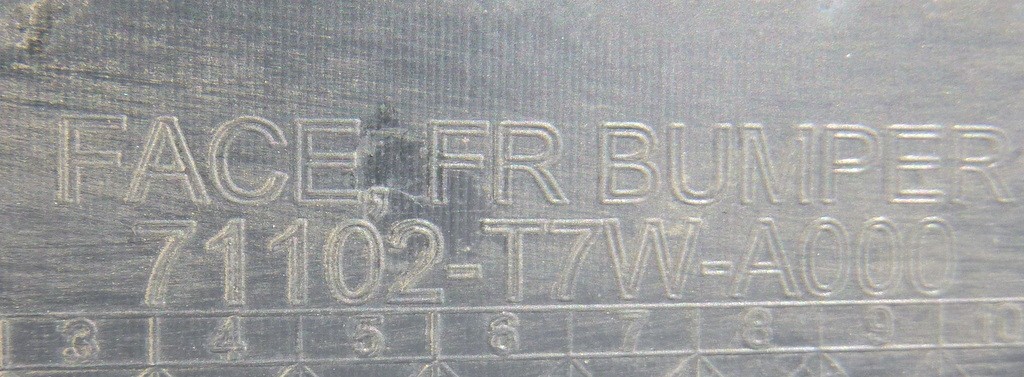 FACE, FR BUMPER
71102-T7W-A000
3 4 5 6 7 8 9 10